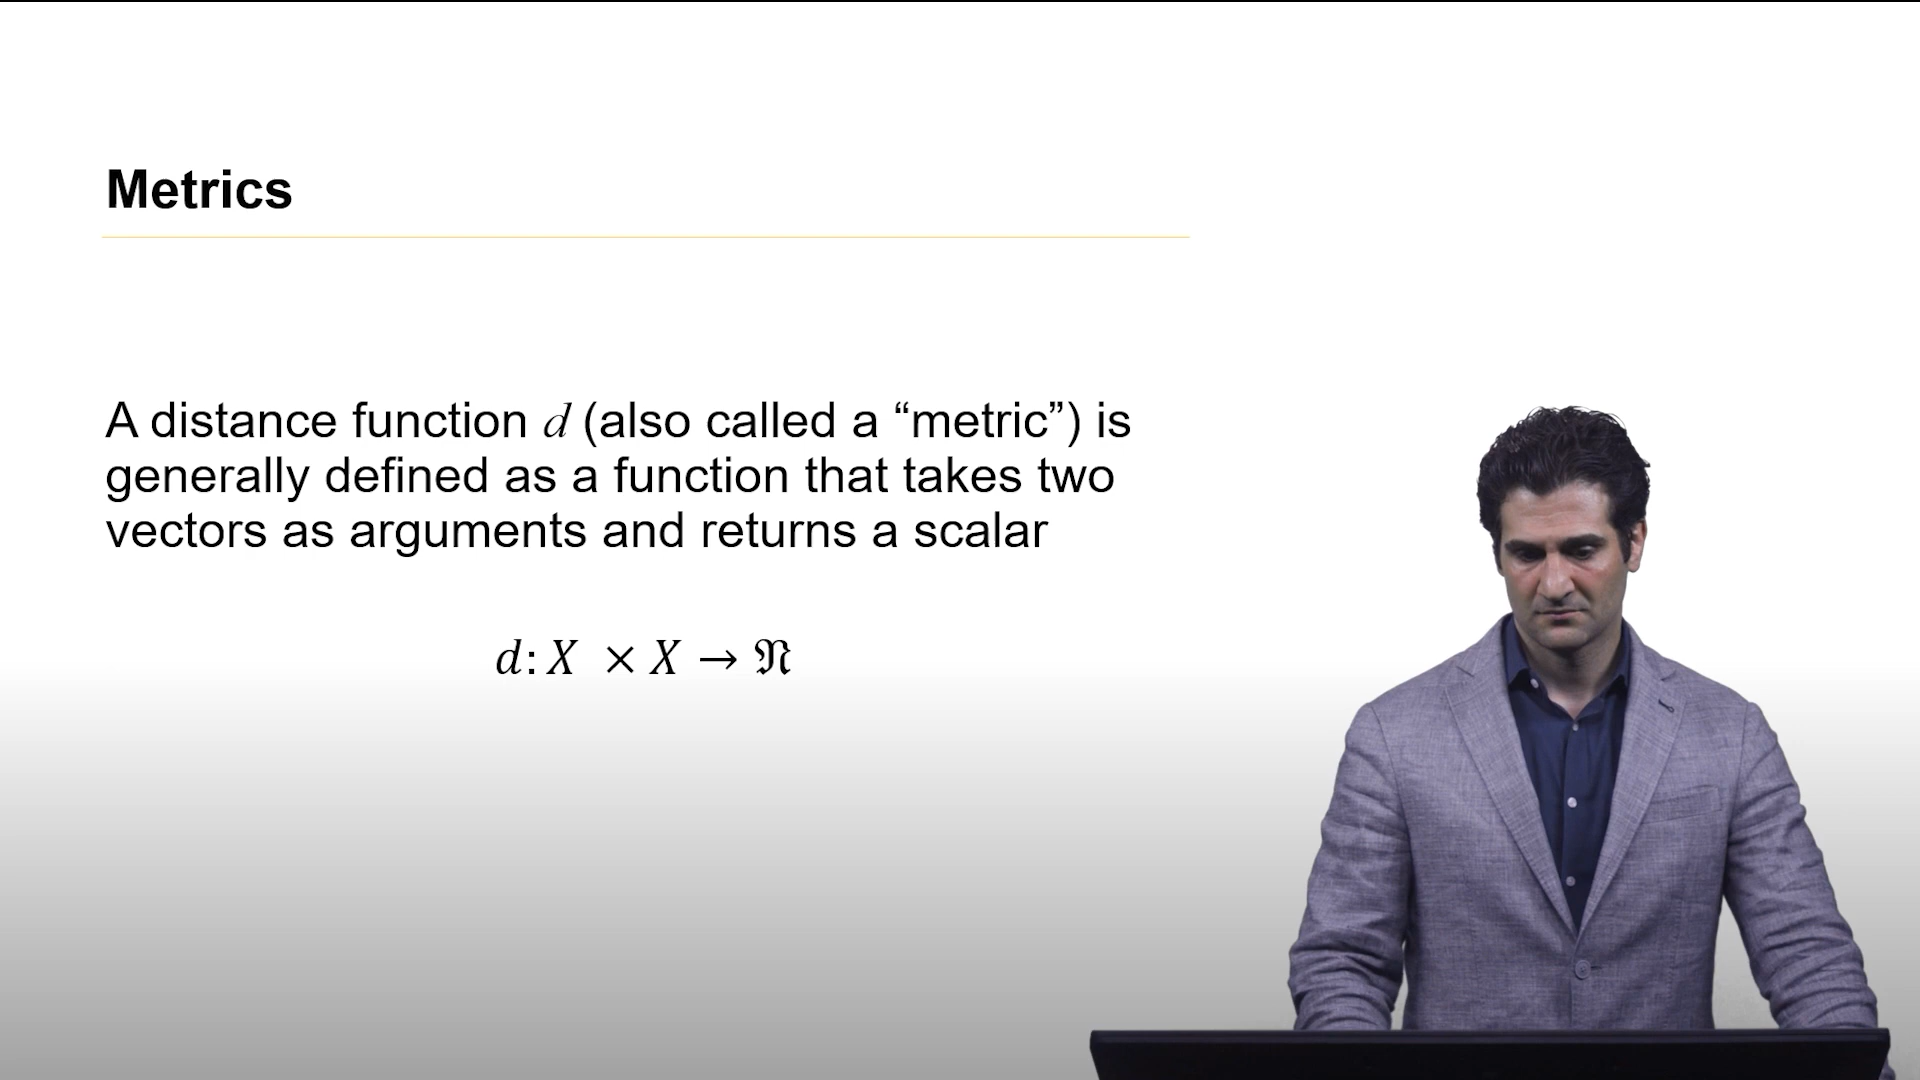 Metrics
A distance function d (also called a “metric”) is
generally defined as a function that takes two
vectors as arguments and returns a scalar
d: X × X → 𝔑